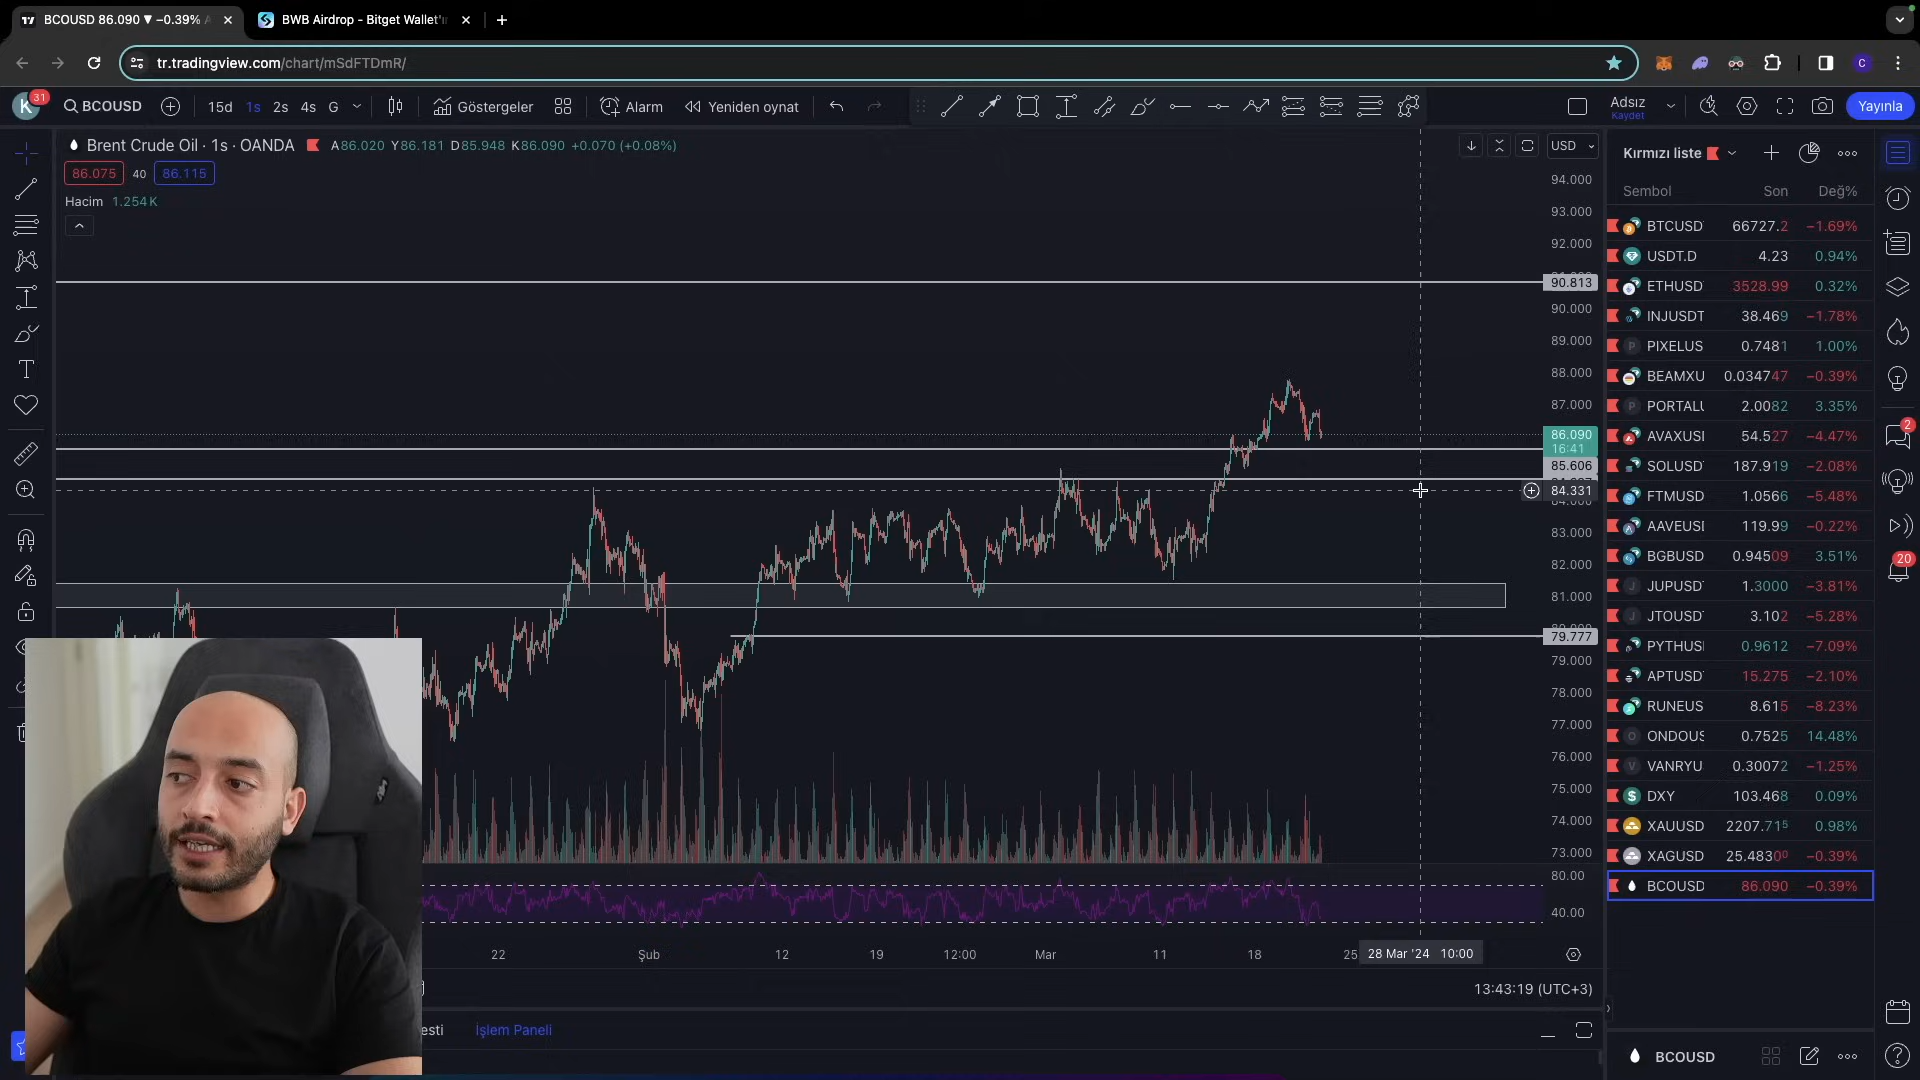 BCOUSD 86.090 ▼ −0.39%
BWB Airdrop - Bitget Wallet'ı
tr.tradingview.com/chart/mSdFTDmR/
C
K 31
BCOUSD 15d 1s 2s 4s G Göstergeler Alarm Yeniden oynat
Adsız
Kaydet
Yayınla
Brent Crude Oil · 1s · OANDA A86.020 Y86.181 D85.948 K86.090 +0.070 (+0.08%)
USD
86.075 40 86.115
Hacim 1.254K
94.000
93.000
92.000
90.813
90.000
89.000
88.000
87.000
86.090
16:41
85.606
84.331
83.000
82.000
81.000
79.777
79.000
78.000
77.000
76.000
75.000
74.000
73.000
80.00
40.00
22 Şub 12 19 12:00 Mar 11 18 25 28 Mar '24 10:00
13:43:19 (UTC+3)
esti İşlem Paneli
Kırmızı liste
Sembol Son Değ%
BTCUSD 66727.2 −1.69%
USDT.D 4.23 0.94%
ETHUSD 3528.99 0.32%
INJUSDT 38.469 −1.78%
PIXELUS 0.7481 1.00%
BEAMXU 0.034747 −0.39%
PORTALU 2.0082 3.35%
AVAXUSI 54.527 −4.47%
SOLUSD 187.919 −2.08%
FTMUSD 1.0566 −5.48%
AAVEUSI 119.99 −0.22%
BGBUSD 0.94509 3.51%
JUPUSD 1.3000 −3.81%
JTOUSD 3.102 −5.28%
PYTHUSI 0.9612 −7.09%
APTUSD 15.275 −2.10%
RUNEUS 8.615 −8.23%
ONDOUS 0.7525 14.48%
VANRYU 0.30072 −1.25%
DXY 103.468 0.09%
XAUUSD 2207.715 0.98%
XAGUSD 25.48300 −0.39%
BCOUSD 86.090 −0.39%
BCOUSD
2
20